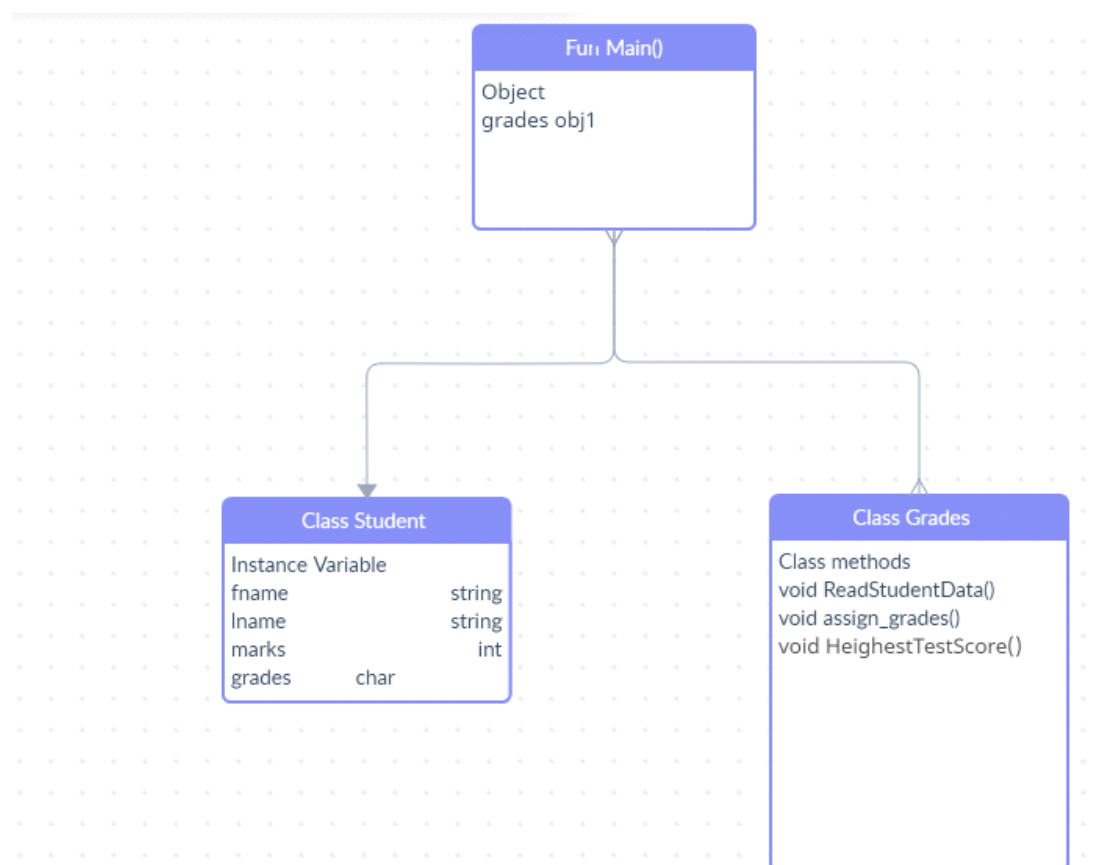 Fun Main()
Object
grades obj1
Class Student
Instance Variable
fname string
lname string
marks int
grades char
Class Grades
Class methods
void ReadStudentData()
void assign_grades()
void HeighestTestScore()